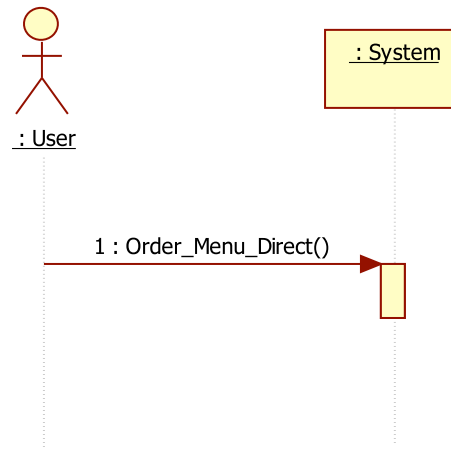 : System
: User
1 : Order_Menu_Direct()